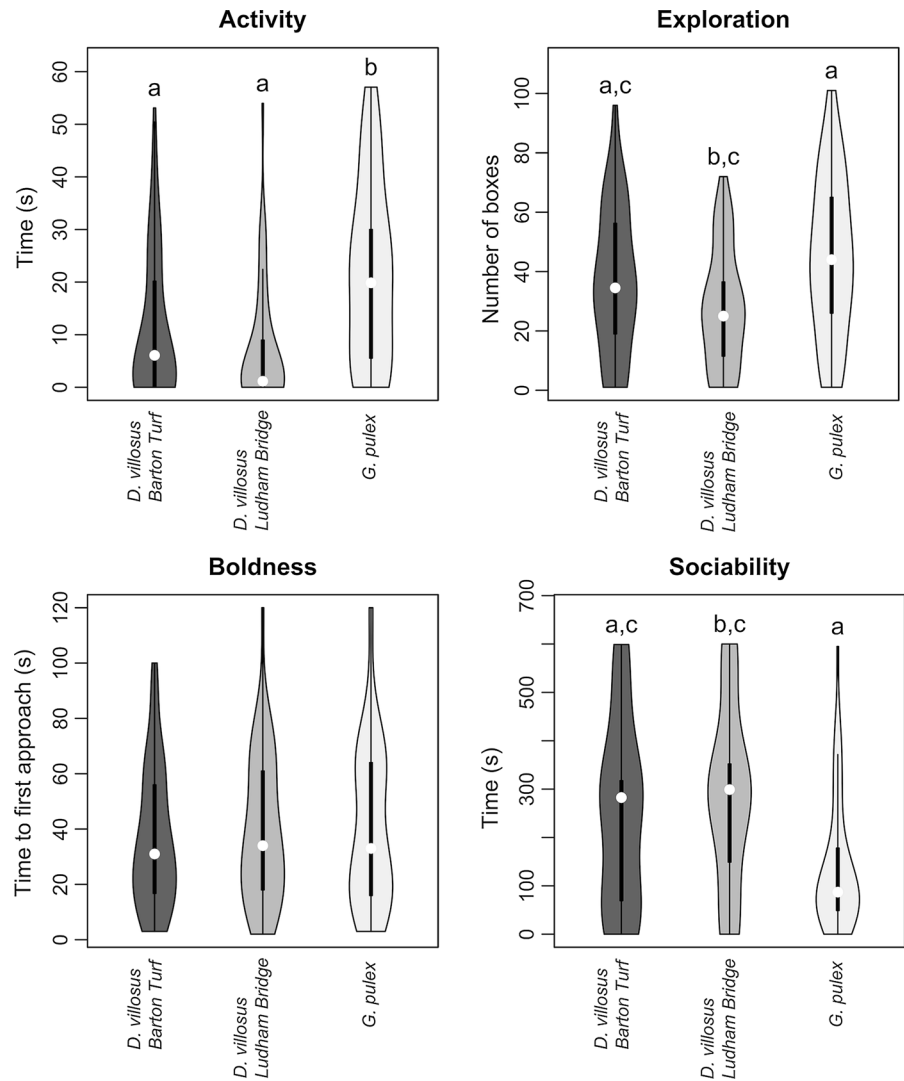 Activity
Time (s)
60
50
40
30
20
10
0
a
a
b
D. villosus
Barton Turf
D. villosus
Ludham Bridge
G. pulex
Exploration
Number of boxes
100
80
60
40
20
0
a,c
b,c
a
D. villosus
Barton Turf
D. villosus
Ludham Bridge
G. pulex
Boldness
Time to first approach (s)
120
100
80
60
40
20
0
D. villosus
Barton Turf
D. villosus
Ludham Bridge
G. pulex
Sociability
Time (s)
700
500
300
100
0
a,c
b,c
a
D. villosus
Barton Turf
D. villosus
Ludham Bridge
G. pulex